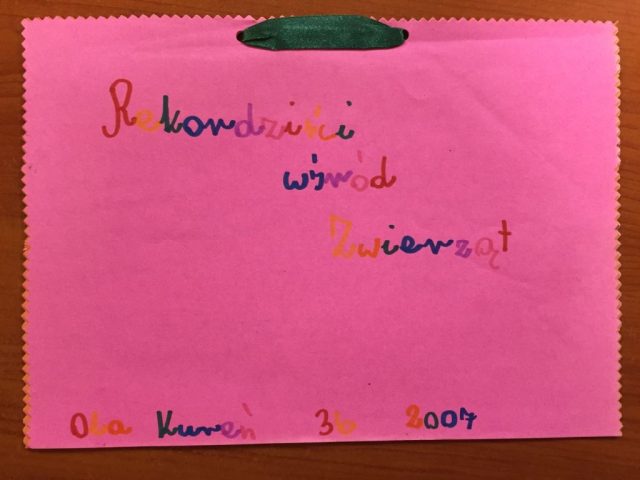 Rekordziści
wśród
Zwierząt
Ola Kureń 3b 2007